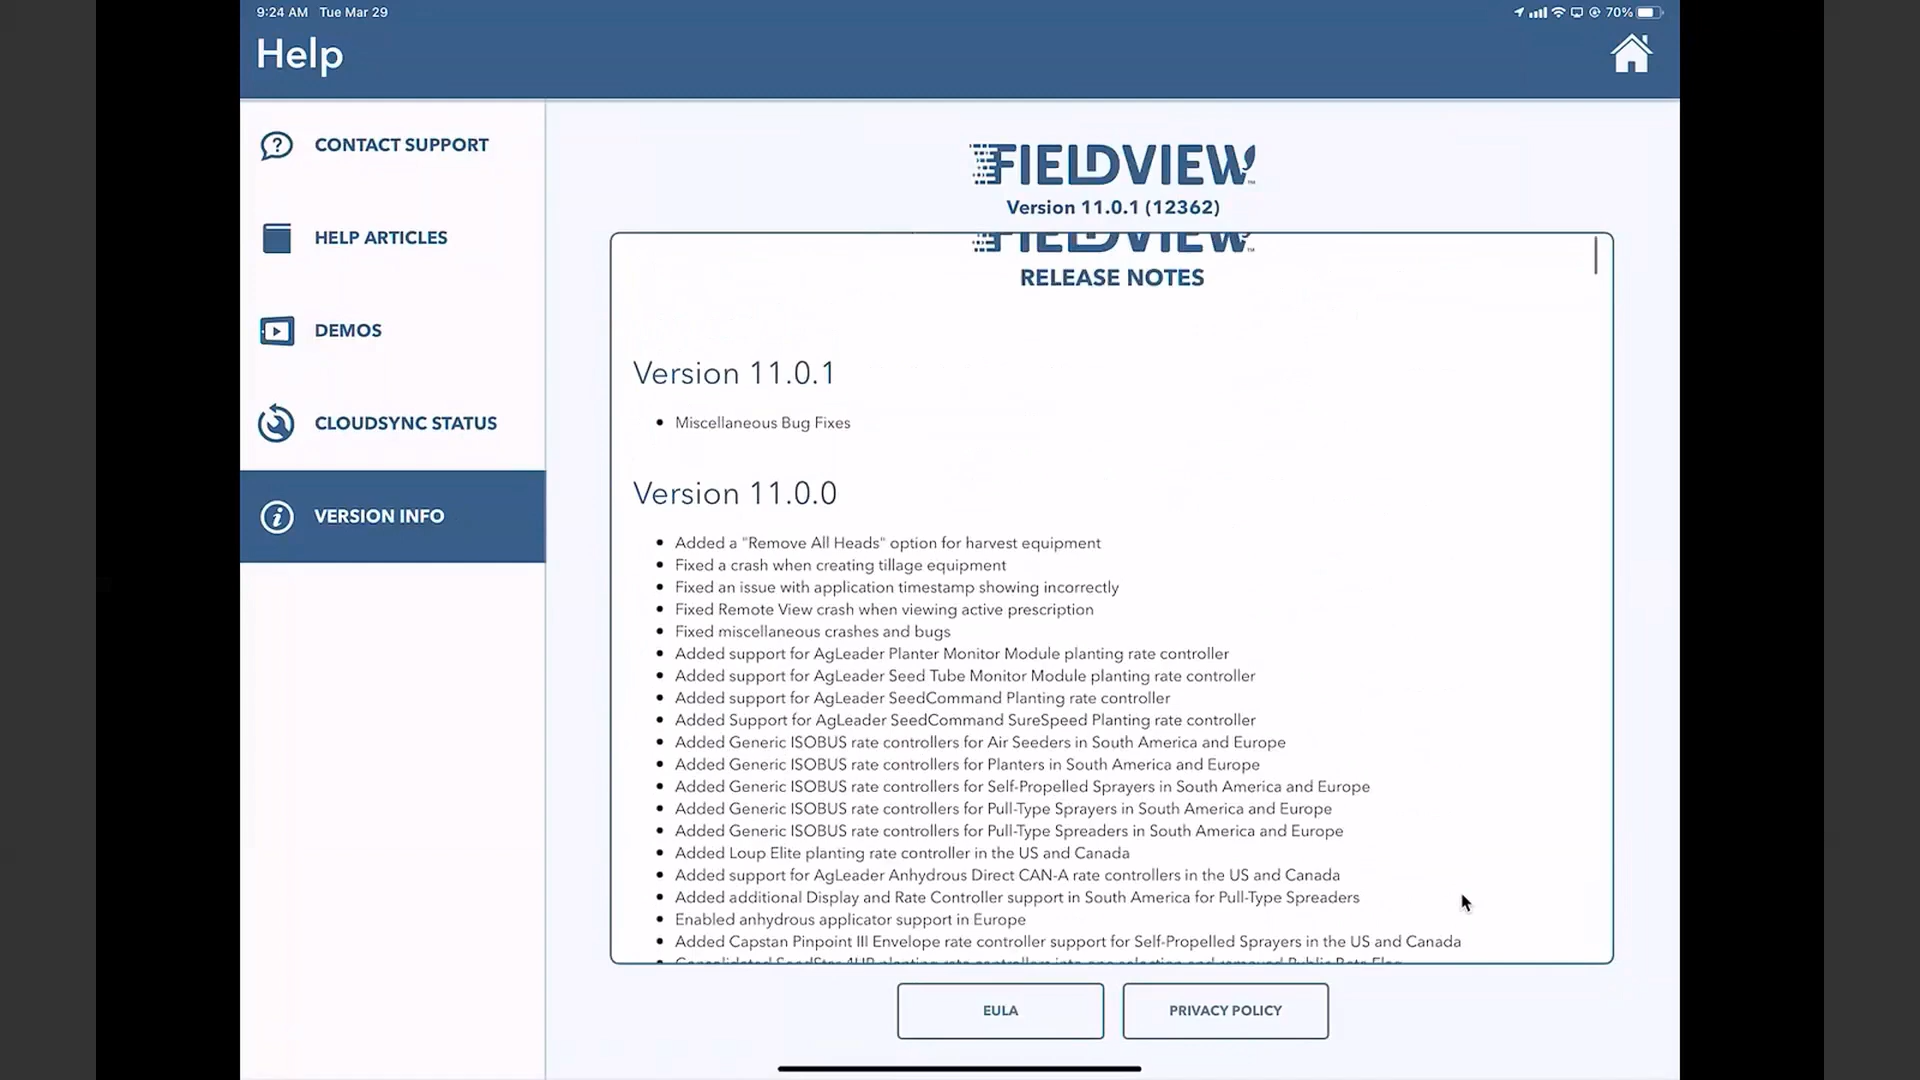 9:24 AM Tue Mar 29
70%
Help
CONTACT SUPPORT
HELP ARTICLES
DEMOS
CLOUDSYNC STATUS
VERSION INFO
FIELDVIEW™
Version 11.0.1 (12362)
FIELDVIEW™
RELEASE NOTES
Version 11.0.1
• Miscellaneous Bug Fixes
Version 11.0.0
• Added a "Remove All Heads" option for harvest equipment
• Fixed a crash when creating tillage equipment
• Fixed an issue with application timestamp showing incorrectly
• Fixed Remote View crash when viewing active prescription
• Fixed miscellaneous crashes and bugs
• Added support for AgLeader Planter Monitor Module planting rate controller
• Added support for AgLeader Seed Tube Monitor Module planting rate controller
• Added support for AgLeader SeedCommand Planting rate controller
• Added Support for AgLeader SeedCommand SureSpeed Planting rate controller
• Added Generic ISOBUS rate controllers for Air Seeders in South America and Europe
• Added Generic ISOBUS rate controllers for Planters in South America and Europe
• Added Generic ISOBUS rate controllers for Self-Propelled Sprayers in South America and Europe
• Added Generic ISOBUS rate controllers for Pull-Type Sprayers in South America and Europe
• Added Generic ISOBUS rate controllers for Pull-Type Spreaders in South America and Europe
• Added Loup Elite planting rate controller in the US and Canada
• Added support for AgLeader Anhydrous Direct CAN-A rate controllers in the US and Canada
• Added additional Display and Rate Controller support in South America for Pull-Type Spreaders
• Enabled anhydrous applicator support in Europe
• Added Capstan Pinpoint III Envelope rate controller support for Self-Propelled Sprayers in the US and Canada
EULA
PRIVACY POLICY